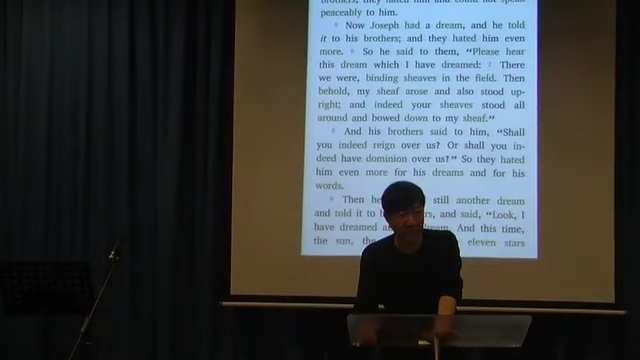 brothers, they hated him and could not speak
peaceably to him.
5 Now Joseph had a dream, and he told
it to his brothers; and they hated him even
more. 6 So he said to them, “Please hear
this dream which I have dreamed: 7 There
we were, binding sheaves in the field. Then
behold, my sheaf arose and also stood up-
right; and indeed your sheaves stood all
around and bowed down to my sheaf.”
8 And his brothers said to him, “Shall
you indeed reign over us? Or shall you in-
deed have dominion over us?” So they hated
him even more for his dreams and for his
words.
9 Then he still another dream
and told it to rs, and said, “Look, I
have dreamed dream. And this time,
the sun, the eleven stars